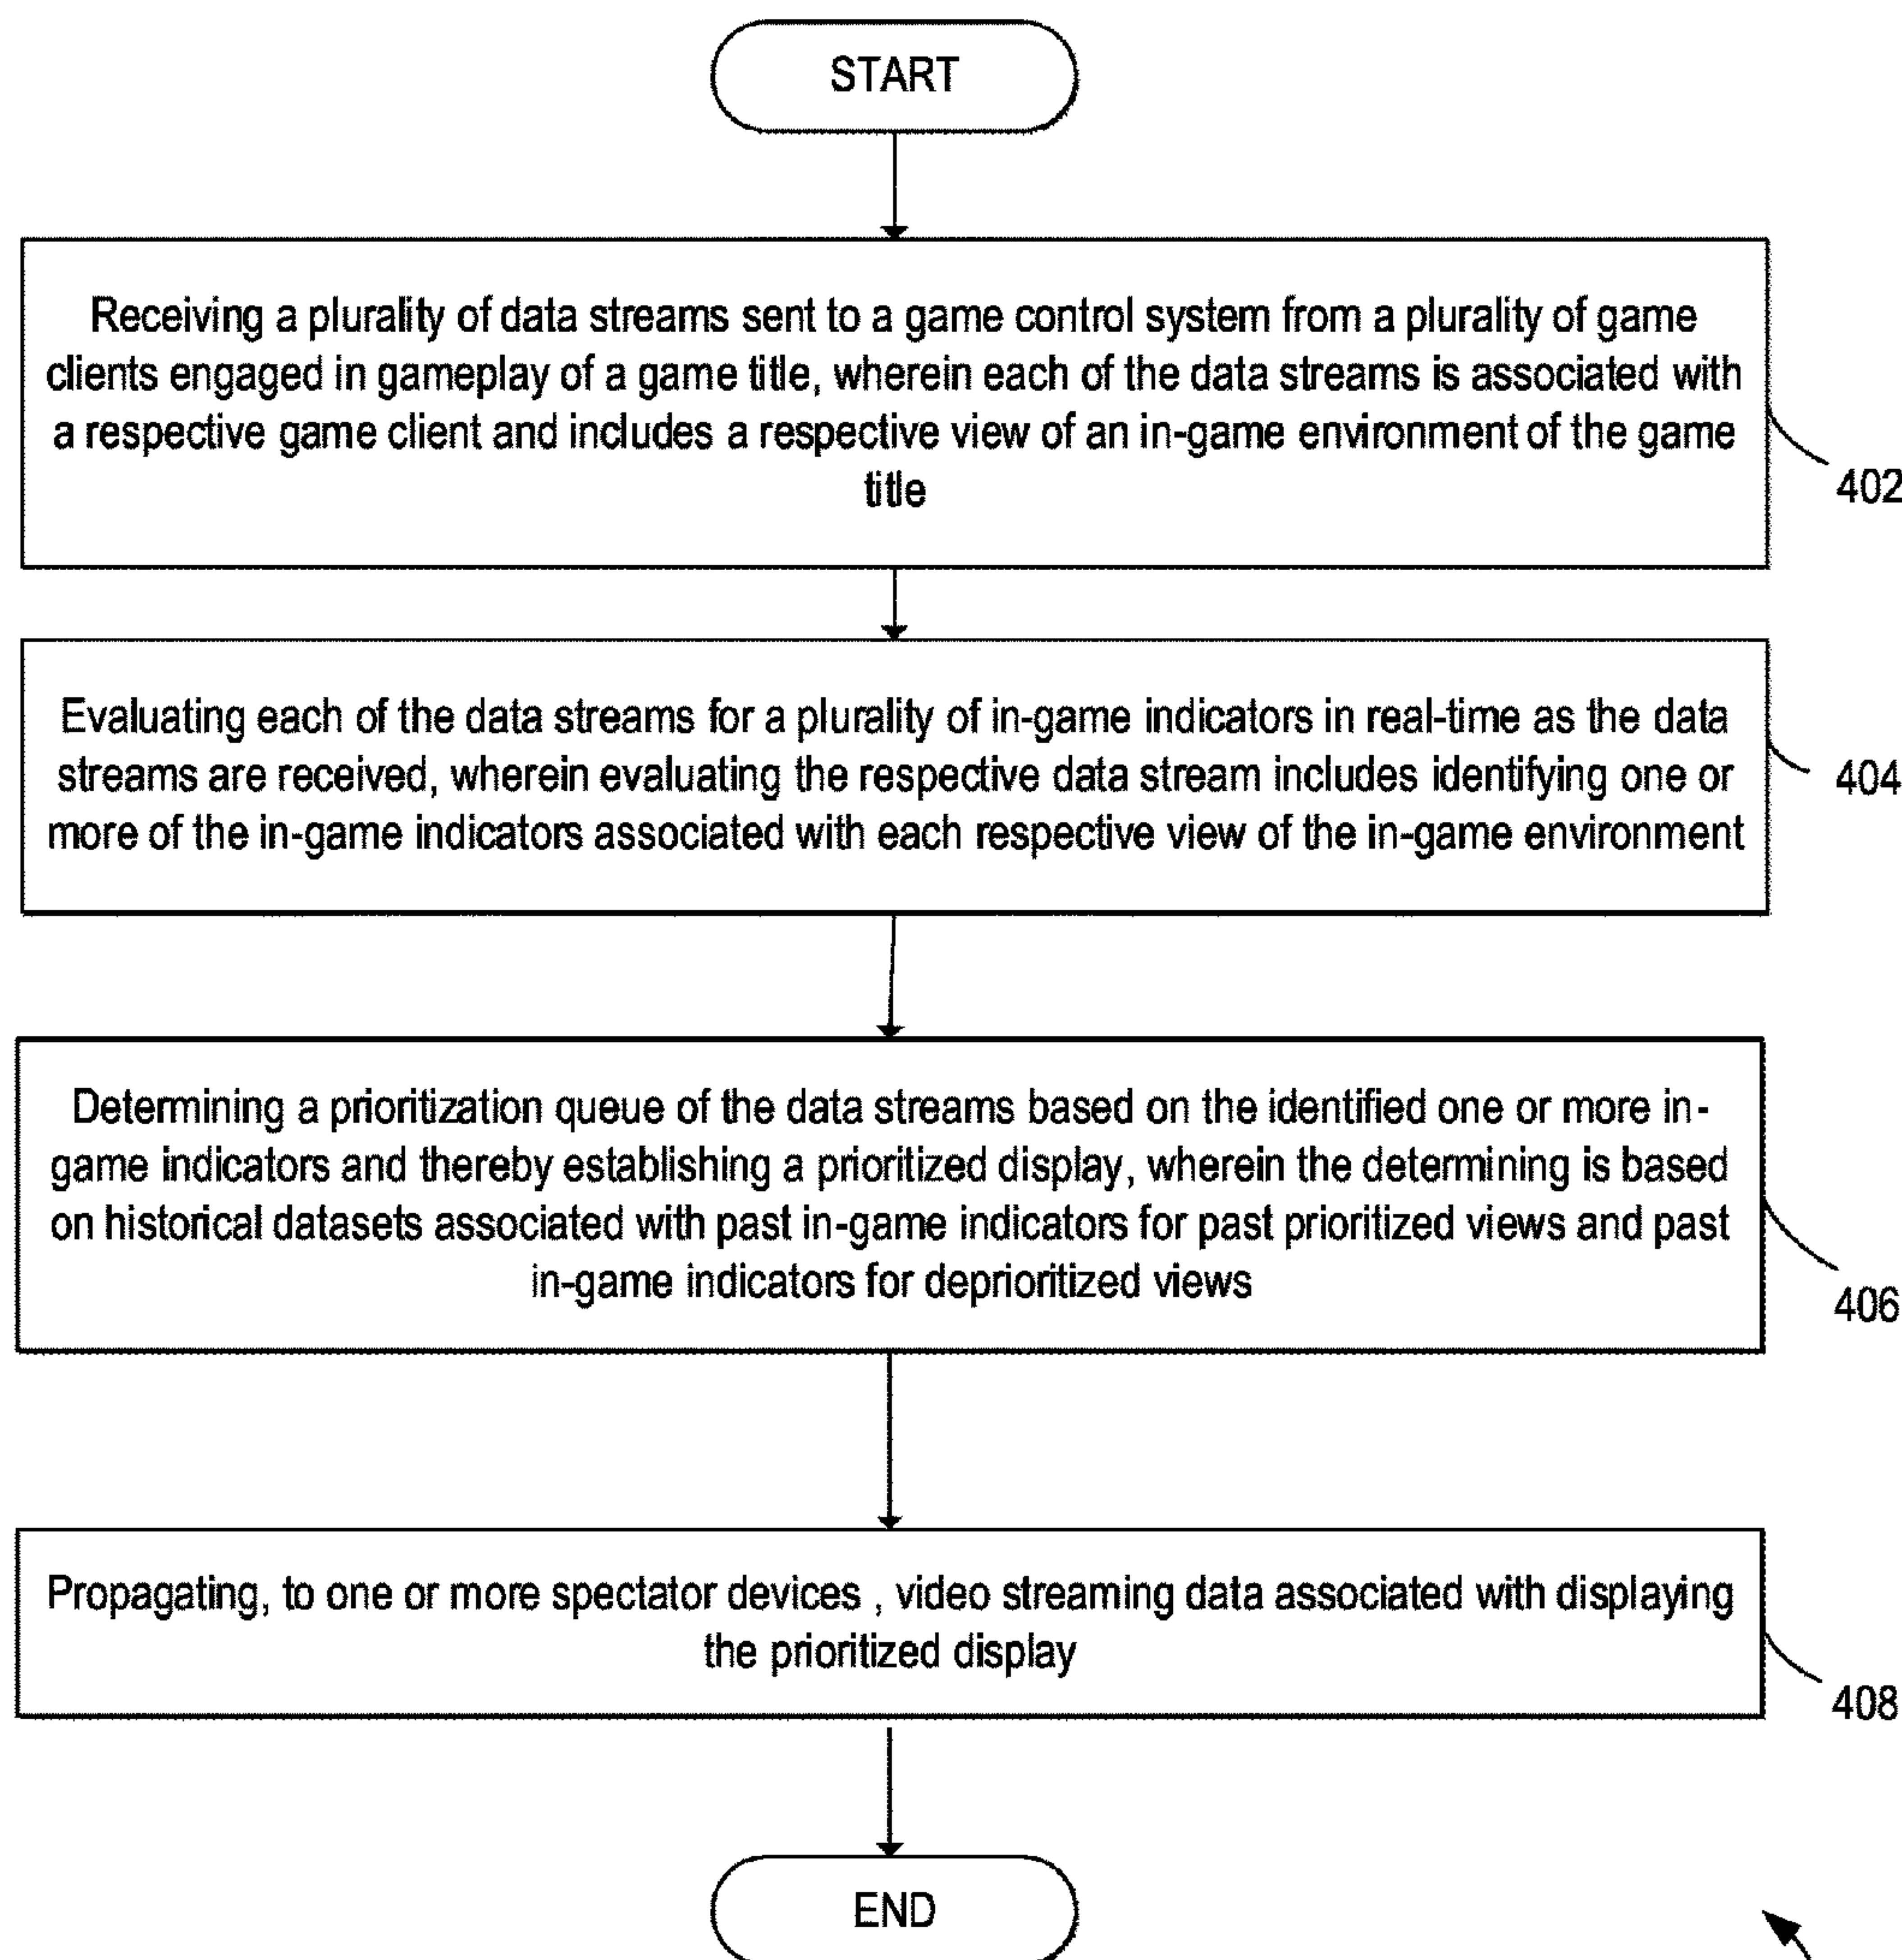 START
Receiving a plurality of data streams sent to a game control system from a plurality of game
clients engaged in gameplay of a game title, wherein each of the data streams is associated with
a respective game client and includes a respective view of an in-game environment of the game
title
402
Evaluating each of the data streams for a plurality of in-game indicators in real-time as the data
streams are received, wherein evaluating the respective data stream includes identifying one or
more of the in-game indicators associated with each respective view of the in-game environment
404
Determining a prioritization queue of the data streams based on the identified one or more in-
game indicators and thereby establishing a prioritized display, wherein the determining is based
on historical datasets associated with past in-game indicators for past prioritized views and past
in-game indicators for deprioritized views
406
Propagating, to one or more spectator devices , video streaming data associated with displaying
the prioritized display
408
END